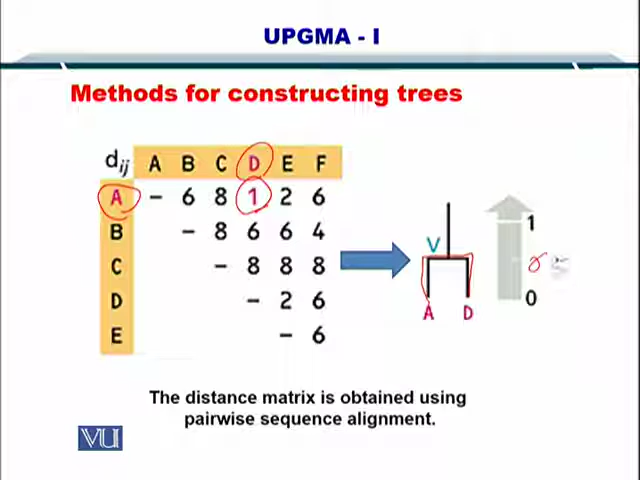 UPGMA - I
Methods for constructing trees
dij A B C D E F
A - 6 8 1 2 6
B - 8 6 6 4
C - 8 8 8
D - 2 6
E - 6
V
A D
1
0
The distance matrix is obtained using
pairwise sequence alignment.
VU